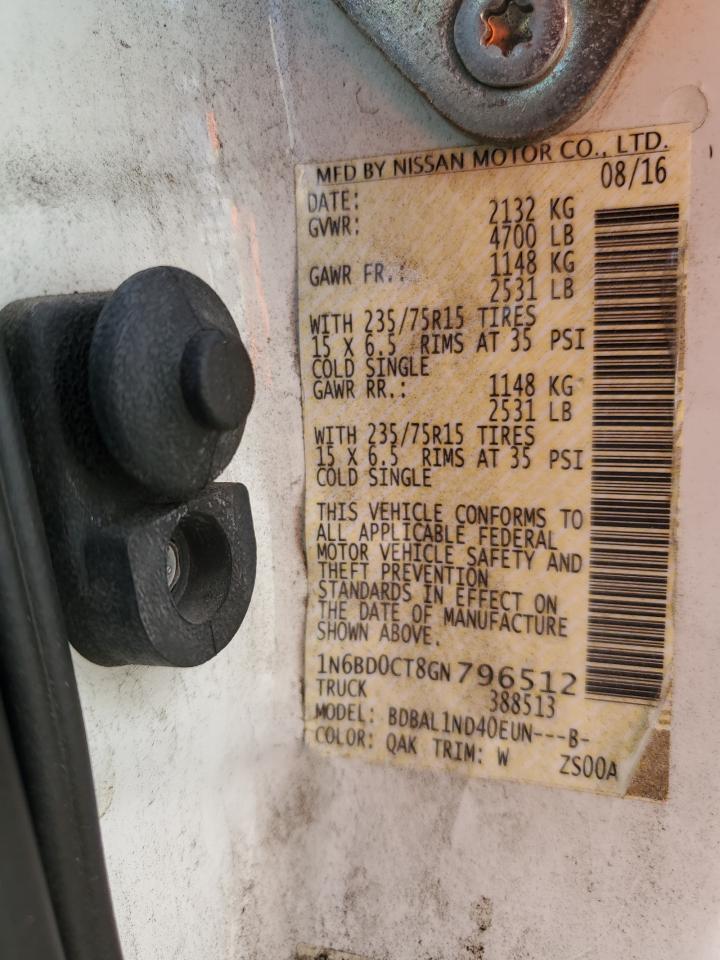 MFD BY NISSAN MOTOR CO., LTD.
DATE: 08/16
GVWR: 2132 KG
4700 LB
GAWR FR.: 1148 KG
2531 LB
WITH 235/75R15 TIRES
15 X 6.5 RIMS AT 35 PSI
COLD SINGLE
GAWR RR.: 1148 KG
2531 LB
WITH 235/75R15 TIRES
15 X 6.5 RIMS AT 35 PSI
COLD SINGLE
THIS VEHICLE CONFORMS TO
ALL APPLICABLE FEDERAL
MOTOR VEHICLE SAFETY AND
THEFT PREVENTION
STANDARDS IN EFFECT ON
THE DATE OF MANUFACTURE
SHOWN ABOVE.
1N6BD0CT8GN796512
TRUCK 388513
MODEL: BDBAL1ND40EUN---B-
COLOR: QAK TRIM: W ZS00A